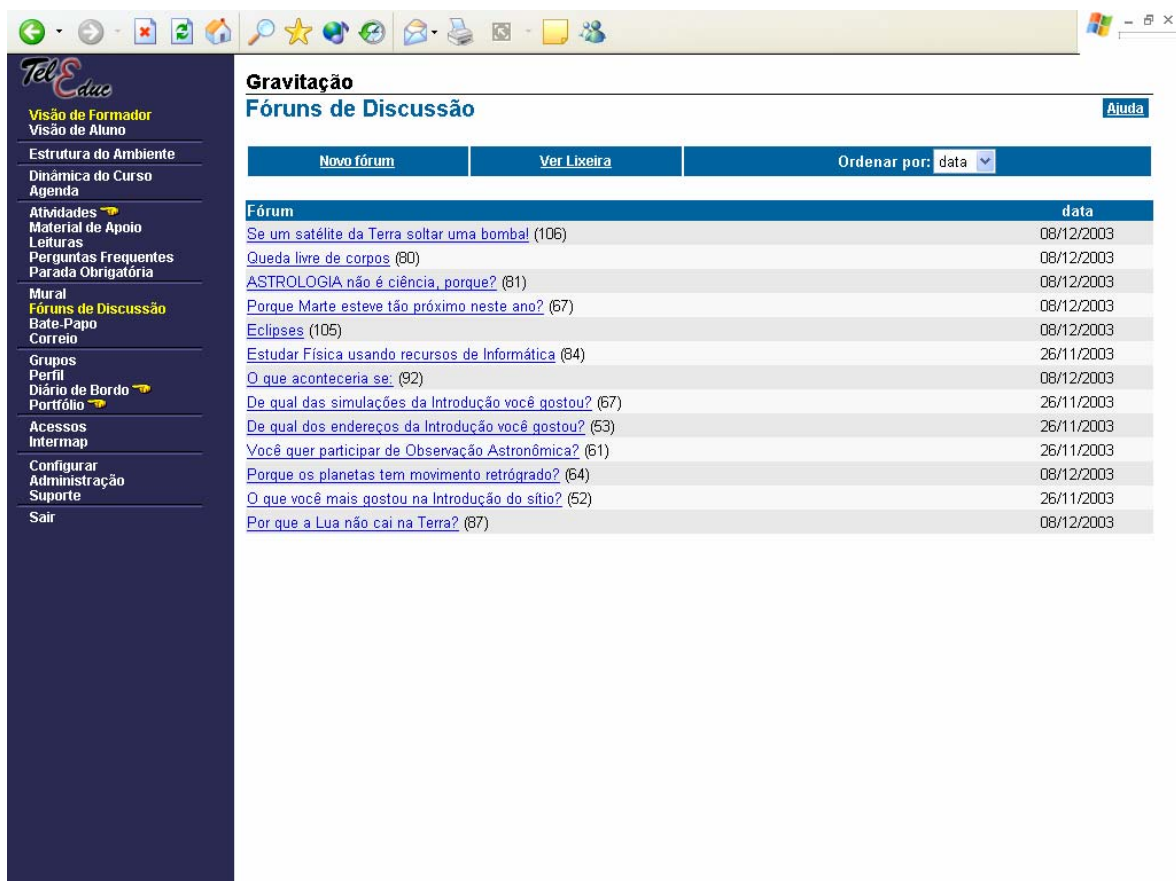 TelEduc
Visão de Formador
Visão de Aluno
Estrutura do Ambiente
Dinâmica do Curso
Agenda
Atividades
Material de Apoio
Leituras
Perguntas Frequentes
Parada Obrigatória
Mural
Fóruns de Discussão
Bate-Papo
Correio
Grupos
Perfil
Diário de Bordo
Portfólio
Acessos
Intermap
Configurar
Administração
Suporte
Sair
Gravitação
Fóruns de Discussão
Ajuda
Novo fórum Ver Lixeira Ordenar por: data
Fórum data
Se um satélite da Terra soltar uma bomba! (106) 08/12/2003
Queda livre de corpos (80) 08/12/2003
ASTROLOGIA não é ciência, porque? (81) 08/12/2003
Porque Marte esteve tão próximo neste ano? (67) 08/12/2003
Eclipses (105) 08/12/2003
Estudar Física usando recursos de Informática (84) 26/11/2003
O que aconteceria se: (92) 08/12/2003
De qual das simulações da Introdução você gostou? (67) 26/11/2003
De qual dos endereços da Introdução você gostou? (53) 26/11/2003
Você quer participar de Observação Astronômica? (61) 26/11/2003
Porque os planetas tem movimento retrógrado? (64) 08/12/2003
O que você mais gostou na Introdução do sítio? (52) 26/11/2003
Por que a Lua não cai na Terra? (87) 08/12/2003